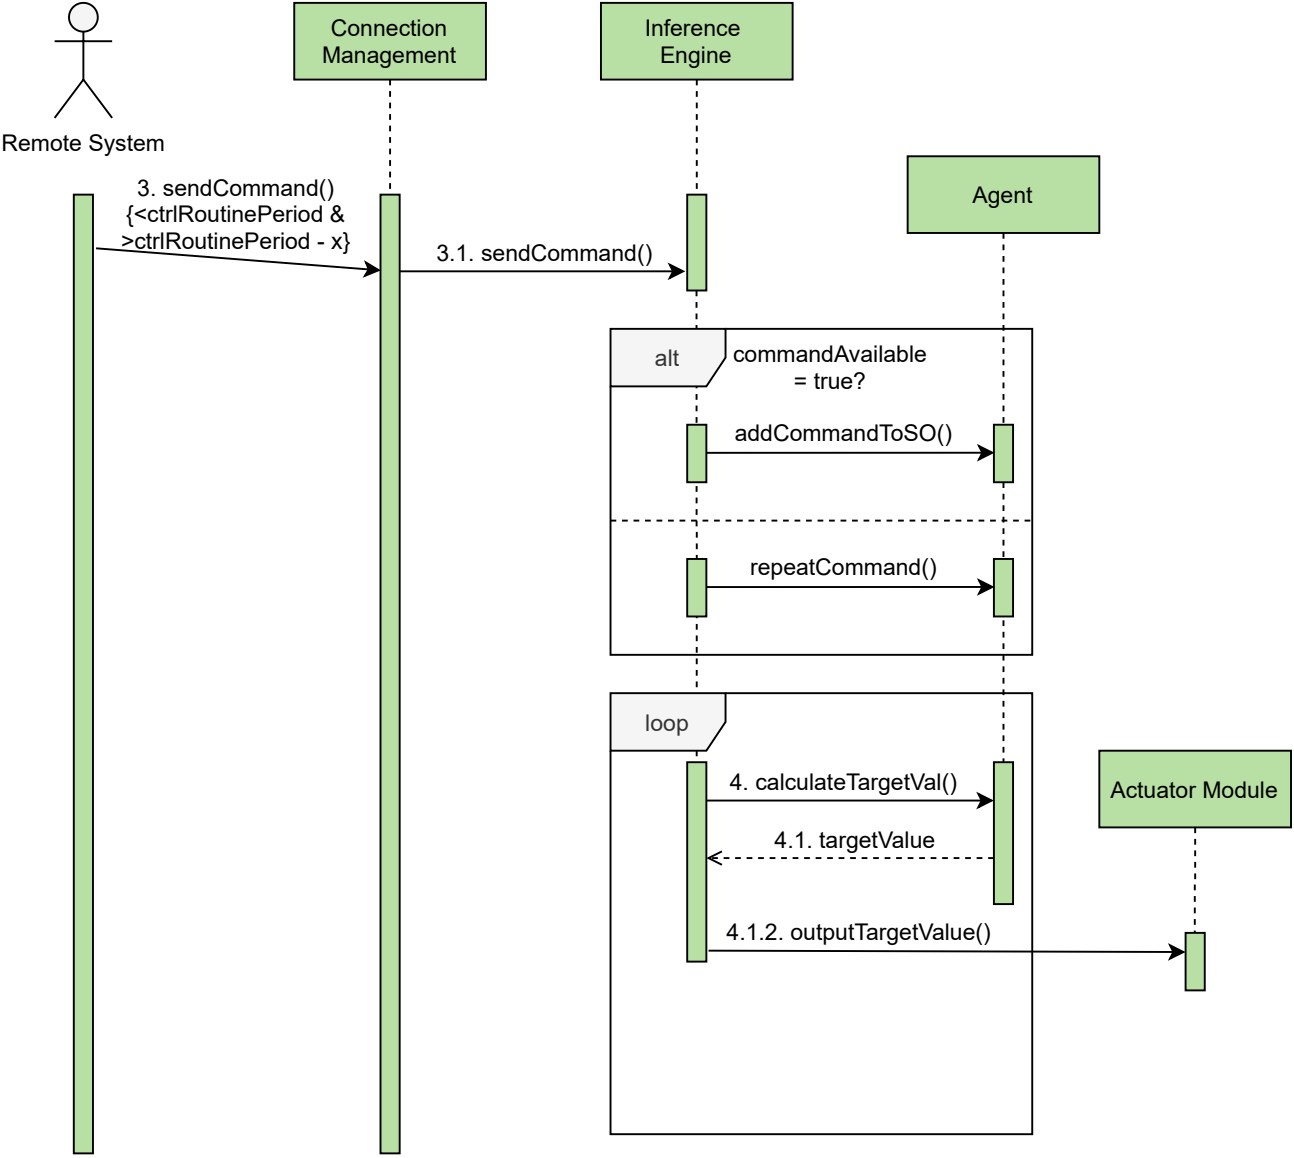 Connection
Management
Inference
Engine
Remote System
Agent
3. sendCommand()
{<ctrlRoutinePeriod &
>ctrlRoutinePeriod - x}
3.1. sendCommand()
alt
commandAvailable
= true?
addCommandToSO()
repeatCommand()
loop
4. calculateTargetVal()
Actuator Module
4.1. targetValue
4.1.2. outputTargetValue()